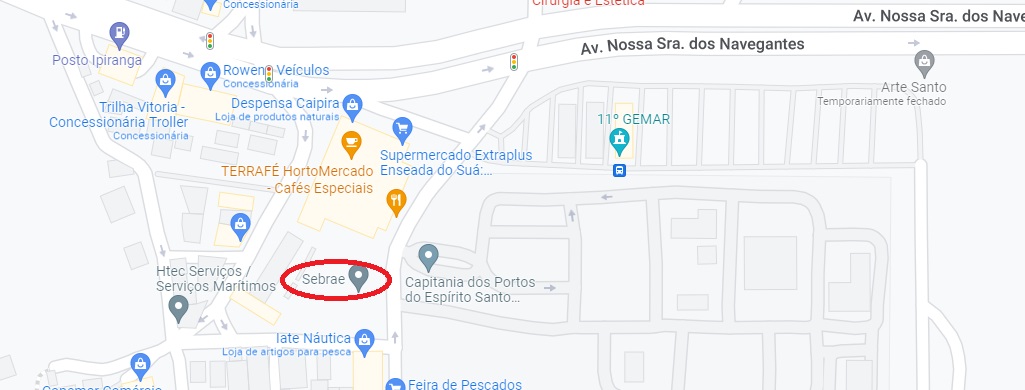 Concessionária
Cirurgia e Estética
Av. Nossa Sra. dos Nave
Av. Nossa Sra. dos Navegantes
Posto Ipiranga
Rowena Veículos
Concessionária
Arte Santo
Temporariamente fechado
Trilha Vitoria -
Concessionária Troller
Concessionária
Despensa Caipira
Loja de produtos naturais
11º GEMAR
Supermercado Extraplus
Enseada do Suá:...
TERRAFÉ HortoMercado
- Cafés Especiais
Htec Serviços /
Serviços Marítimos
Sebrae
Capitania dos Portos
do Espírito Santo...
Iate Náutica
Loja de artigos para pesca
Feira de Pescados